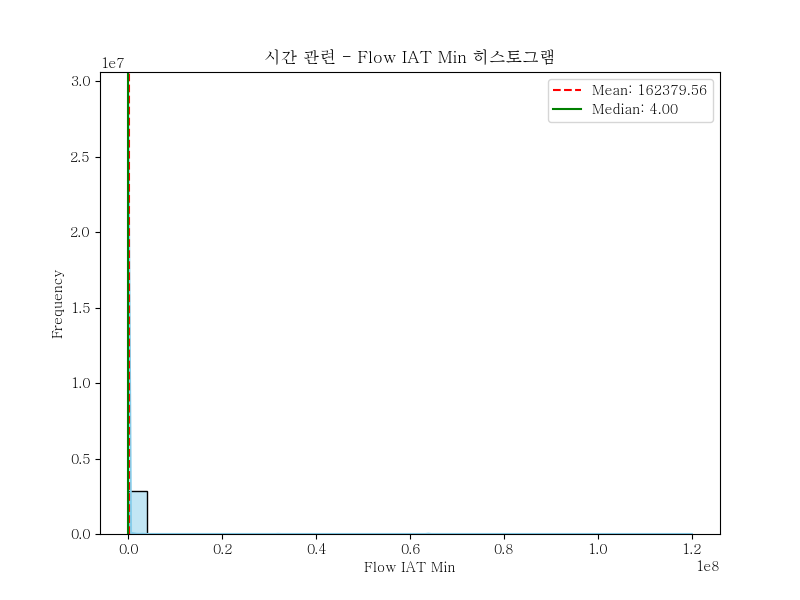 시간 관련 - Flow IAT Min 히스토그램
1e7
Mean: 162379.56
Median: 4.00
3.0
2.5
2.0
1.5
1.0
0.5
0.0
Frequency
0.0 0.2 0.4 0.6 0.8 1.0 1.2
1e8
Flow IAT Min